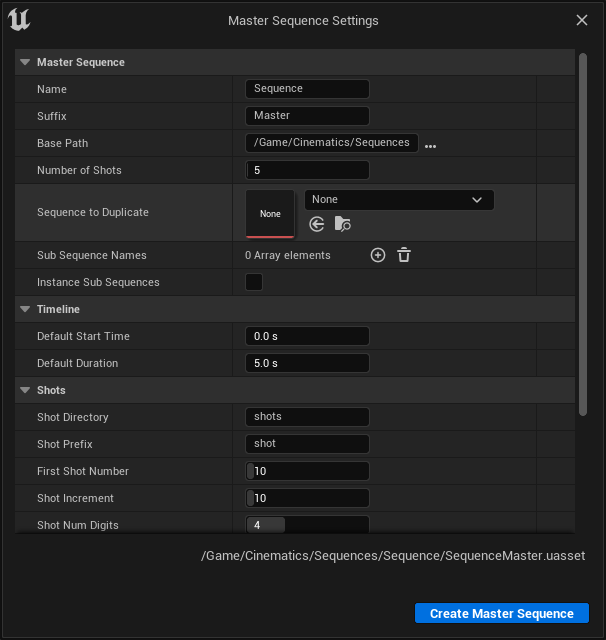 Master Sequence Settings
Master Sequence
Name Sequence
Suffix Master
Base Path /Game/Cinematics/Sequences ...
Number of Shots 5
Sequence to Duplicate None None
Sub Sequence Names 0 Array elements
Instance Sub Sequences
Timeline
Default Start Time 0.0 s
Default Duration 5.0 s
Shots
Shot Directory shots
Shot Prefix shot
First Shot Number 10
Shot Increment 10
Shot Num Digits 4
/Game/Cinematics/Sequences/Sequence/SequenceMaster.uasset
Create Master Sequence